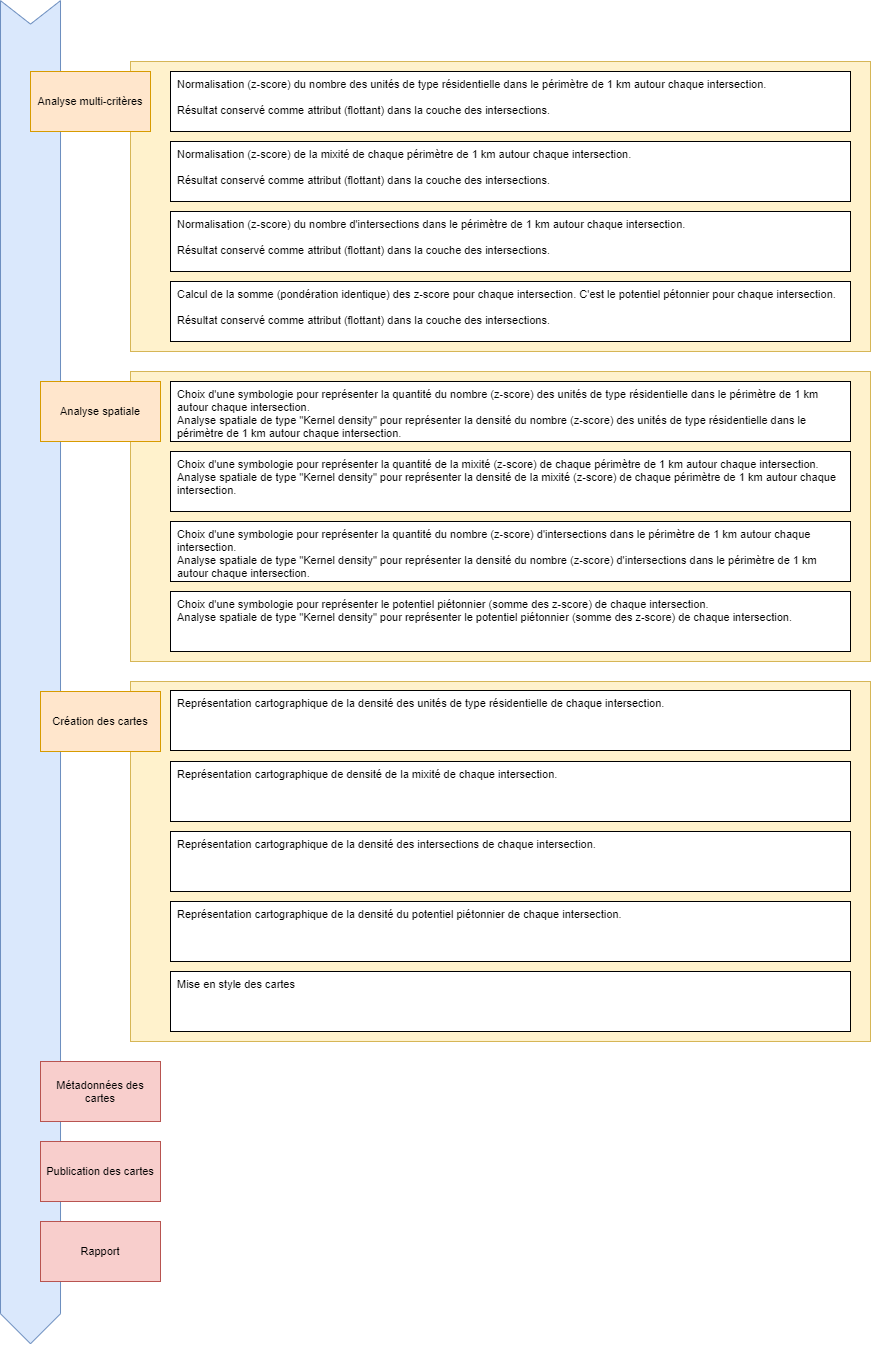 Analyse multi-critères
Normalisation (z-score) du nombre des unités de type résidentielle dans le périmètre de 1 km autour chaque intersection.
Résultat conservé comme attribut (flottant) dans la couche des intersections.
Normalisation (z-score) de la mixité de chaque périmètre de 1 km autour chaque intersection.
Résultat conservé comme attribut (flottant) dans la couche des intersections.
Normalisation (z-score) du nombre d'intersections dans le périmètre de 1 km autour chaque intersection.
Résultat conservé comme attribut (flottant) dans la couche des intersections.
Calcul de la somme (pondération identique) des z-score pour chaque intersection. C'est le potentiel pétonnier pour chaque intersection.
Résultat conservé comme attribut (flottant) dans la couche des intersections.
Analyse spatiale
Choix d'une symbologie pour représenter la quantité du nombre (z-score) des unités de type résidentielle dans le périmètre de 1 km
autour chaque intersection.
Analyse spatiale de type "Kernel density" pour représenter la densité du nombre (z-score) des unités de type résidentielle dans le
périmètre de 1 km autour chaque intersection.
Choix d'une symbologie pour représenter la quantité de la mixité (z-score) de chaque périmètre de 1 km autour chaque intersection.
Analyse spatiale de type "Kernel density" pour représenter la densité de la mixité (z-score) de chaque périmètre de 1 km autour chaque
intersection.
Choix d'une symbologie pour représenter la quantité du nombre (z-score) d'intersections dans le périmètre de 1 km autour chaque
intersection.
Analyse spatiale de type "Kernel density" pour représenter la densité du nombre (z-score) d'intersections dans le périmètre de 1 km
autour chaque intersection.
Choix d'une symbologie pour représenter le potentiel piétonnier (somme des z-score) de chaque intersection.
Analyse spatiale de type "Kernel density" pour représenter le potentiel piétonnier (somme des z-score) de chaque intersection.
Création des cartes
Représentation cartographique de la densité des unités de type résidentielle de chaque intersection.
Représentation cartographique de densité de la mixité de chaque intersection.
Représentation cartographique de la densité des intersections de chaque intersection.
Représentation cartographique de la densité du potentiel piétonnier de chaque intersection.
Mise en style des cartes
Métadonnées des
cartes
Publication des cartes
Rapport